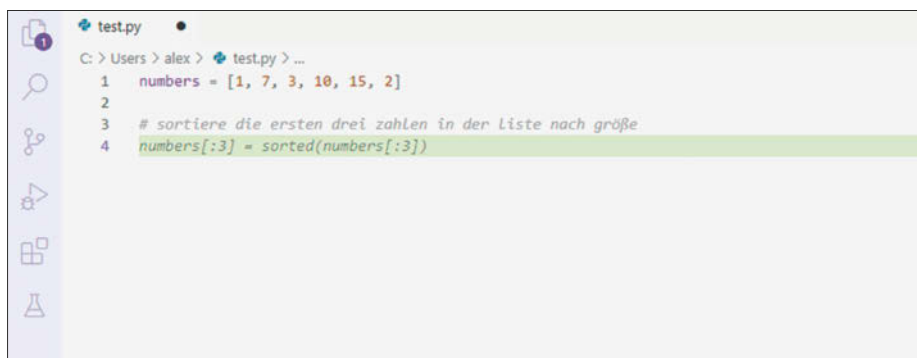 test.py
1
C: > Users > alex > test.py > ...
1 numbers = [1, 7, 3, 10, 15, 2]
2
3 # sortiere die ersten drei zahlen in der Liste nach größe
4 numbers[:3] = sorted(numbers[:3])